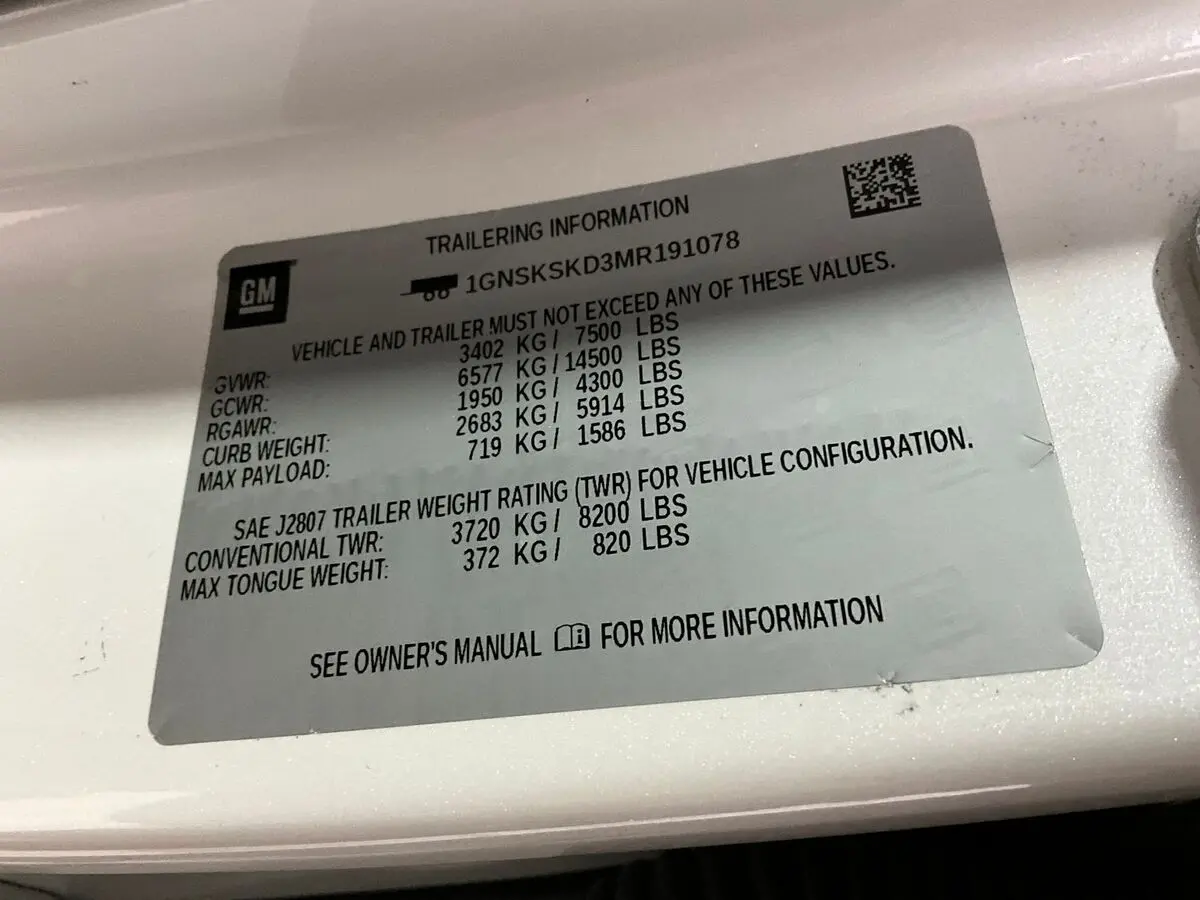 TRAILERING INFORMATION
GM
1GNSKSKD3MR191078
VEHICLE AND TRAILER MUST NOT EXCEED ANY OF THESE VALUES.
GVWR: 3402 KG / 7500 LBS
GCWR: 6577 KG / 14500 LBS
RGAWR: 1950 KG / 4300 LBS
CURB WEIGHT: 2683 KG / 5914 LBS
MAX PAYLOAD: 719 KG / 1586 LBS
SAE J2807 TRAILER WEIGHT RATING (TWR) FOR VEHICLE CONFIGURATION.
CONVENTIONAL TWR: 3720 KG / 8200 LBS
MAX TONGUE WEIGHT: 372 KG / 820 LBS
SEE OWNER'S MANUAL FOR MORE INFORMATION